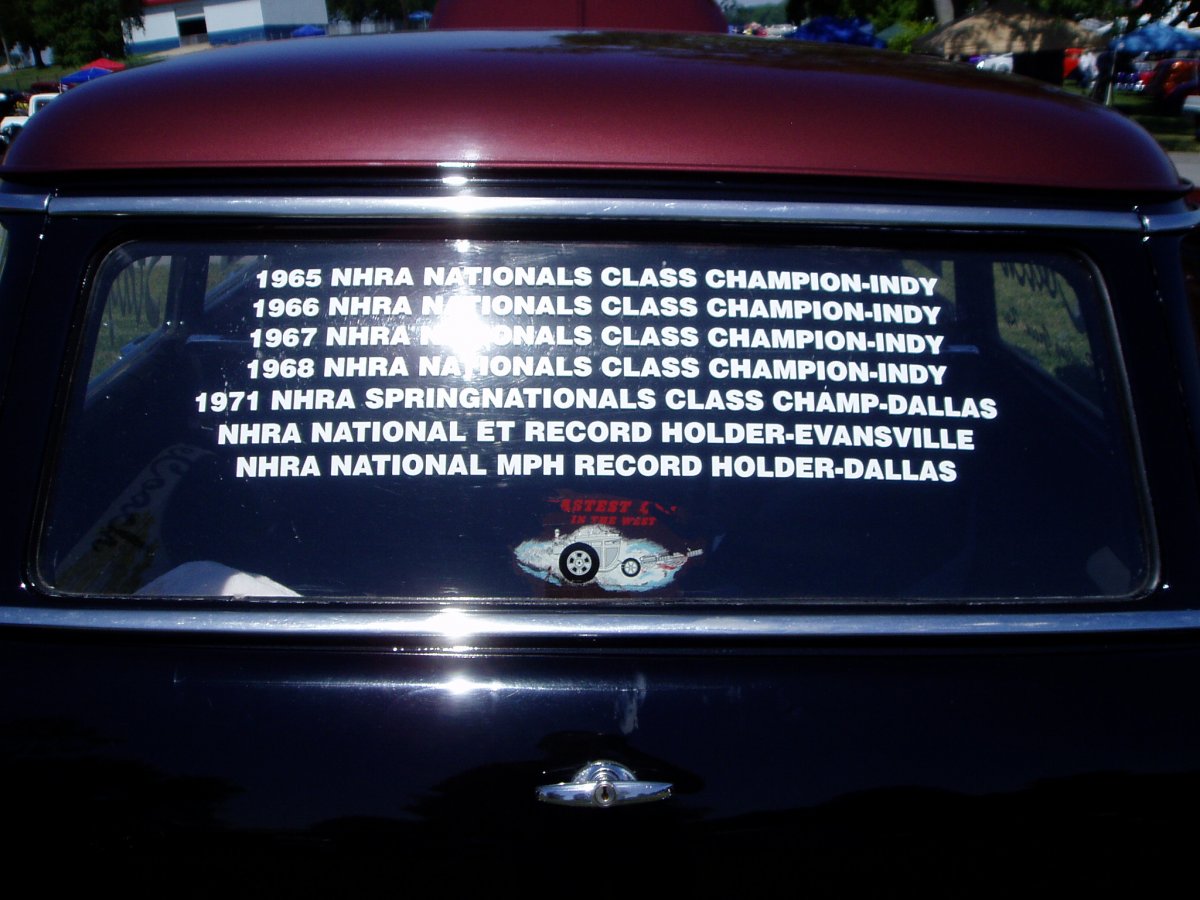 1965 NHRA NATIONALS CLASS CHAMPION-INDY
1966 NHRA NATIONALS CLASS CHAMPION-INDY
1967 NHRA NATIONALS CLASS CHAMPION-INDY
1968 NHRA NATIONALS CLASS CHAMPION-INDY
1971 NHRA SPRINGNATIONALS CLASS CHAMP-DALLAS
NHRA NATIONAL ET RECORD HOLDER-EVANSVILLE
NHRA NATIONAL MPH RECORD HOLDER-DALLAS
IN THE WEST